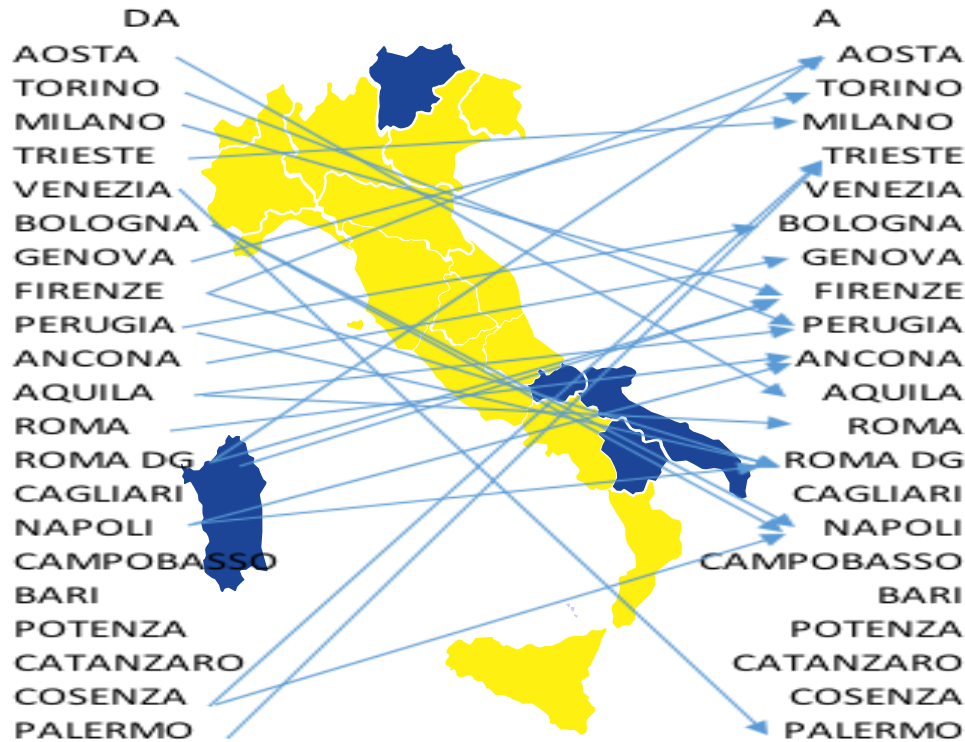 DA A
AOSTA AOSTA
TORINO TORINO
MILANO MILANO
TRIESTE TRIESTE
VENEZIA VENEZIA
BOLOGNA BOLOGNA
GENOVA GENOVA
FIRENZE FIRENZE
PERUGIA PERUGIA
ANCONA ANCONA
AQUILA AQUILA
ROMA ROMA
ROMA DG ROMA DG
CAGLIARI CAGLIARI
NAPOLI NAPOLI
CAMPOBASSO CAMPOBASSO
BARI BARI
POTENZA POTENZA
CATANZARO CATANZARO
COSENZA COSENZA
PALERMO PALERMO